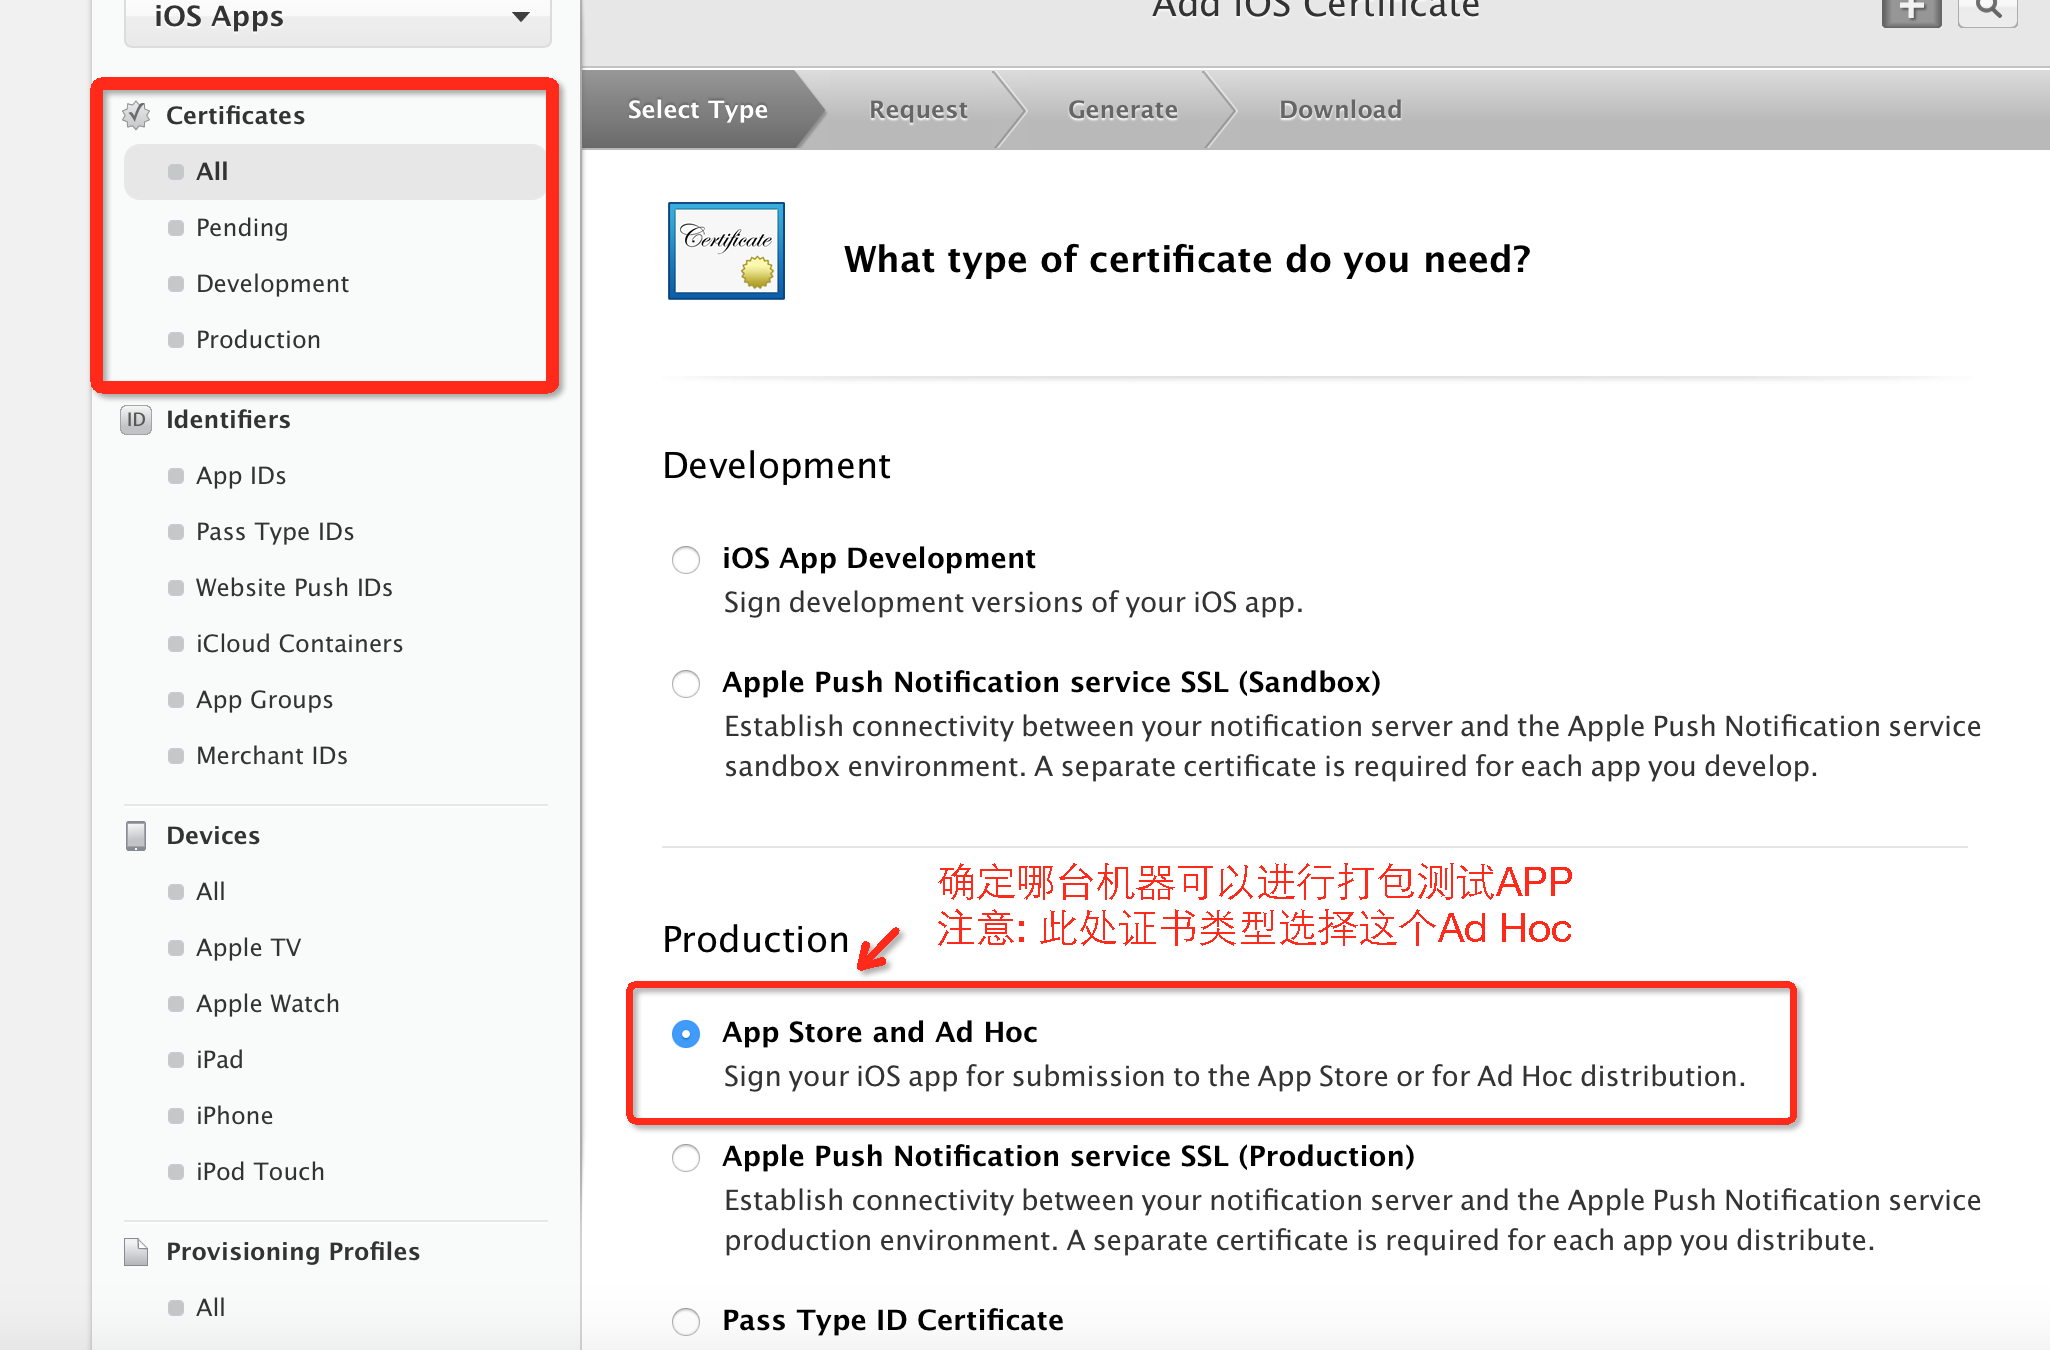 iOS Apps
Certificates
All
Pending
Development
Production
ID
Identifiers
App IDs
Pass Type IDs
Website Push IDs
iCloud Containers
App Groups
Merchant IDs
Devices
All
Apple TV
Apple Watch
iPad
iPhone
iPod Touch
Provisioning Profiles
All
Add iOS Certificate
Select Type
Request
Generate
Download
Certificate
What type of certificate do you need?
Development
iOS App Development
Sign development versions of your iOS app.
Apple Push Notification service SSL (Sandbox)
Establish connectivity between your notification server and the Apple Push Notification service
sandbox environment. A separate certificate is required for each app you develop.
确定哪台机器可以进行打包测试APP
注意: 此处证书类型选择这个Ad Hoc
Production
App Store and Ad Hoc
Sign your iOS app for submission to the App Store or for Ad Hoc distribution.
Apple Push Notification service SSL (Production)
Establish connectivity between your notification server and the Apple Push Notification service
production environment. A separate certificate is required for each app you distribute.
Pass Type ID Certificate